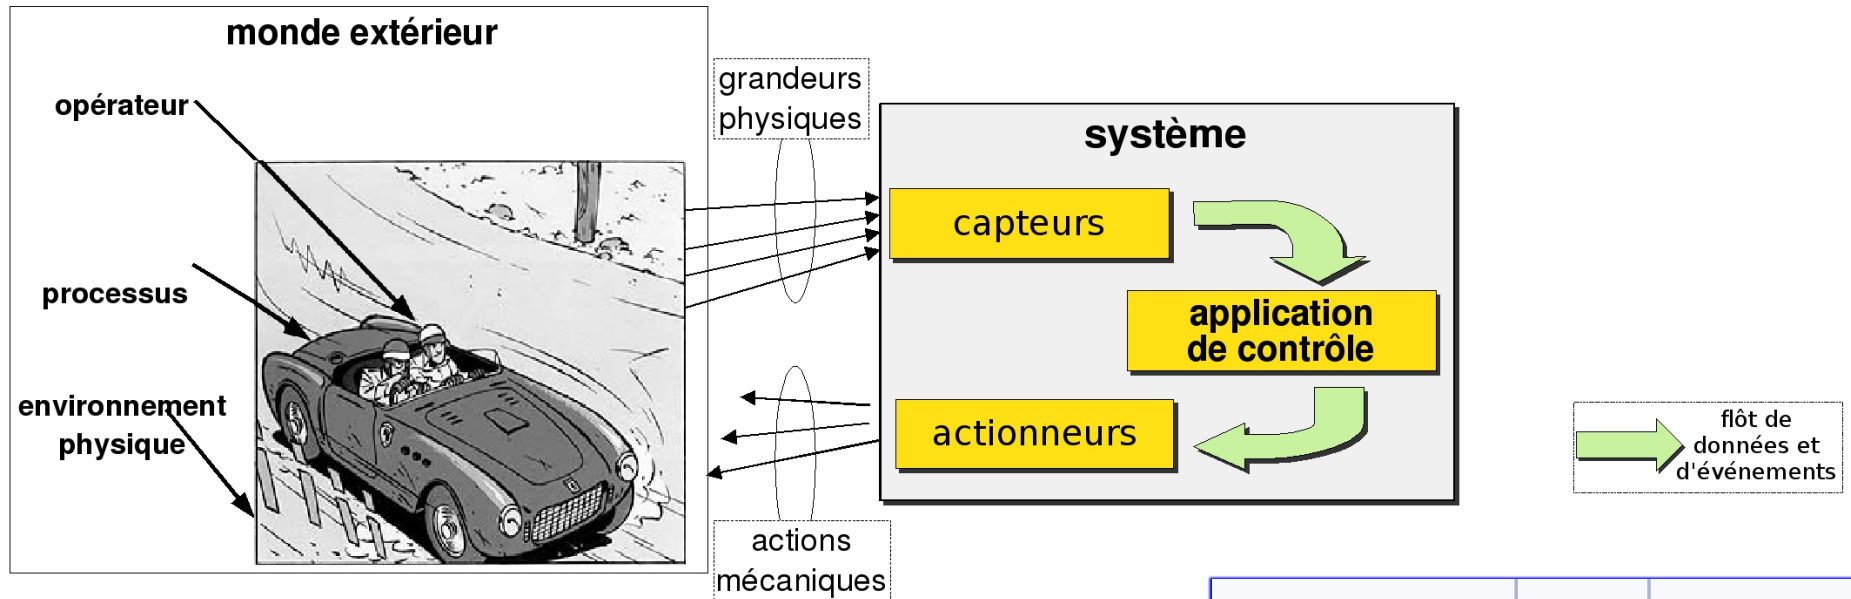 monde extérieur
opérateur
processus
environnement
physique
grandeurs
physiques
système
capteurs
application
de contrôle
actionneurs
actions
mécaniques
flôt de
données et
d'événements